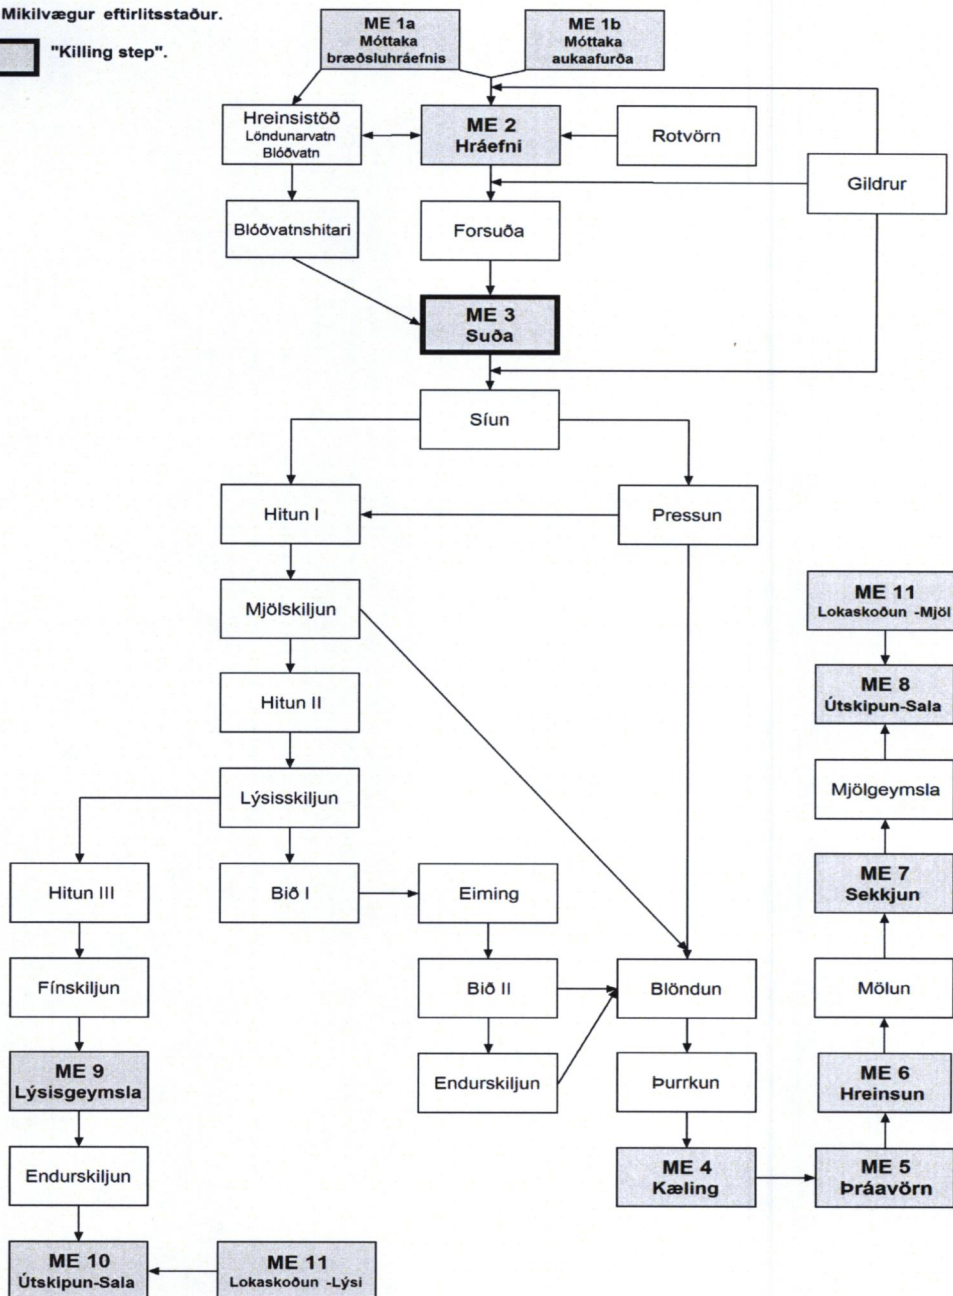 Mikilvægur eftirlitsstaður.
"Killing step".
ME 1a
Móttaka
bræðsluhráefnis
ME 1b
Móttaka
aukaafurða
Hreinsistöð
Löndunarvatn
Blóðvatn
ME 2
Hráefni
Rotvörn
Gildrur
Blóðvatnshitari
Forsuða
ME 3
Suða
Síun
Hitun I
Pressun
Mjölskiljun
ME 11
Lokaskoðun -Mjöl
Hitun II
ME 8
Útskipun-Sala
Lýsisskiljun
Mjölgeymsla
Hitun III
Bið I
Eiming
ME 7
Sekkjun
Fínskiljun
Bið II
Blöndun
Mölun
ME 9
Lýsisgeymsla
Endurskiljun
Þurrkun
ME 6
Hreinsun
Endurskiljun
ME 4
Kæling
ME 5
Þráavörn
ME 10
Útskipun-Sala
ME 11
Lokaskoðun -Lýsi